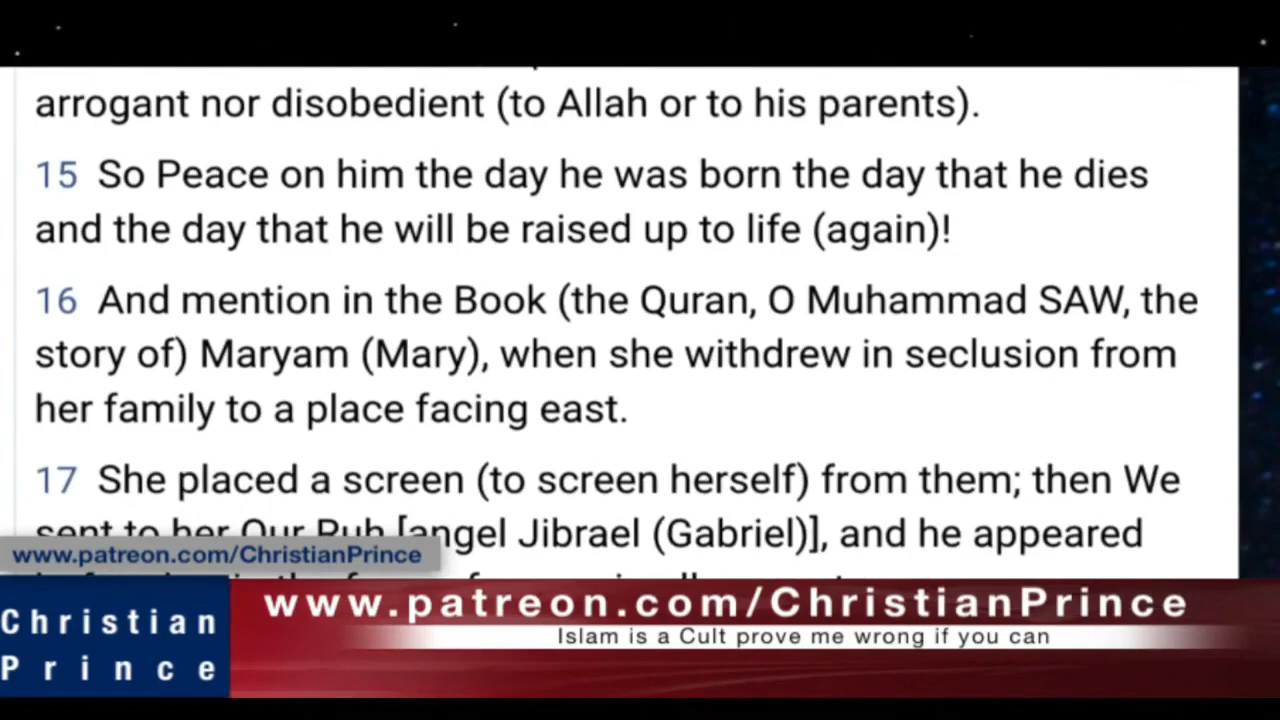 arrogant nor disobedient (to Allah or to his parents).
15 So Peace on him the day he was born the day that he dies
and the day that he will be raised up to life (again)!
16 And mention in the Book (the Quran, O Muhammad SAW, the
story of) Maryam (Mary), when she withdrew in seclusion from
her family to a place facing east.
17 She placed a screen (to screen herself) from them; then We
sent to her Our Ruh [angel Jibrael (Gabriel)], and he appeared
www.patreon.com/ChristianPrince
Christian
Prince
www.patreon.com/ChristianPrince
Islam is a Cult prove me wrong if you can